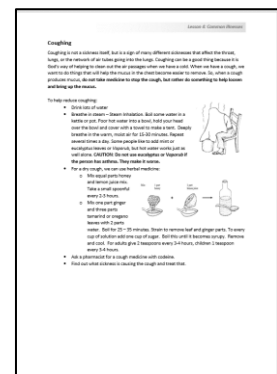 Lesson 4: Common Illnesses
Coughing
Coughing is not a sickness itself, but is a sign of many different sicknesses that affect the throat,
lungs, or the network of air tubes going into the lungs. Coughing can be a good thing because it is
God's way of helping to clean out the air passages when we have a cold. When we have a cough, we
want to do things that will help the mucus in the chest become easier to remove. So, when a cough
produces mucus, do not take medicine to stop the cough, but rather do something to help loosen
and bring up the mucus.
To help reduce coughing:
• Drink lots of water
• Breathe in steam – Steam inhalation. Boil some water in a
kettle or pot. Pour hot water into a bowl, hold your head
over the bowl and cover with a towel to make a tent. Deeply
breathe in the warm, moist air for 15-30 minutes. Repeat
several times a day. Some people like to add mint or
eucalyptus leaves or Vaporub, but hot water works just as
well alone. CAUTION: Do not use eucalyptus or Vaporub if
the person has asthma. They make it worse.
• For a dry cough, we can use herbal medicine:
o Mix equal parts honey
and lemon juice mix.
Take a small spoonful
every 2-3 hours.
o Mix one part ginger
and three parts
tamarind or oregano
leaves with 2 parts
water. Boil for 25 – 35 minutes. Strain to remove leaf and ginger parts. To every
cup of solution add one cup of sugar. Boil this until it becomes syrupy. Remove
and cool. For adults give 2 teaspoons every 3-4 hours, children 1 teaspoon
every 3-4 hours.
• Ask a pharmacist for a cough medicine with codeine.
• Find out what sickness is causing the cough and treat that.